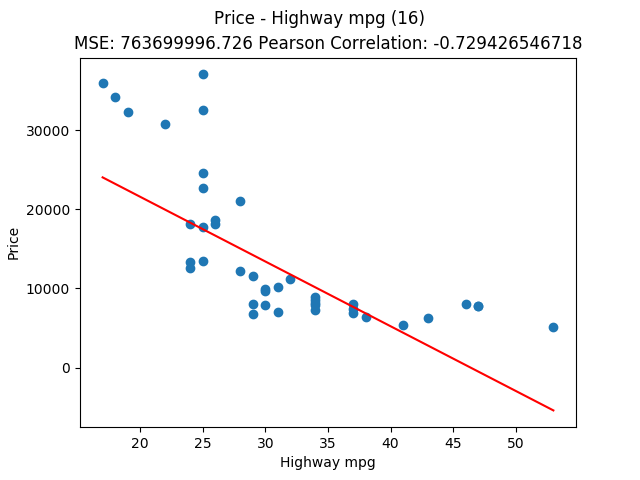 Price - Highway mpg (16)
MSE: 763699996.726 Pearson Correlation: -0.729426546718
30000
20000
10000
0
Price
20 25 30 35 40 45 50
Highway mpg